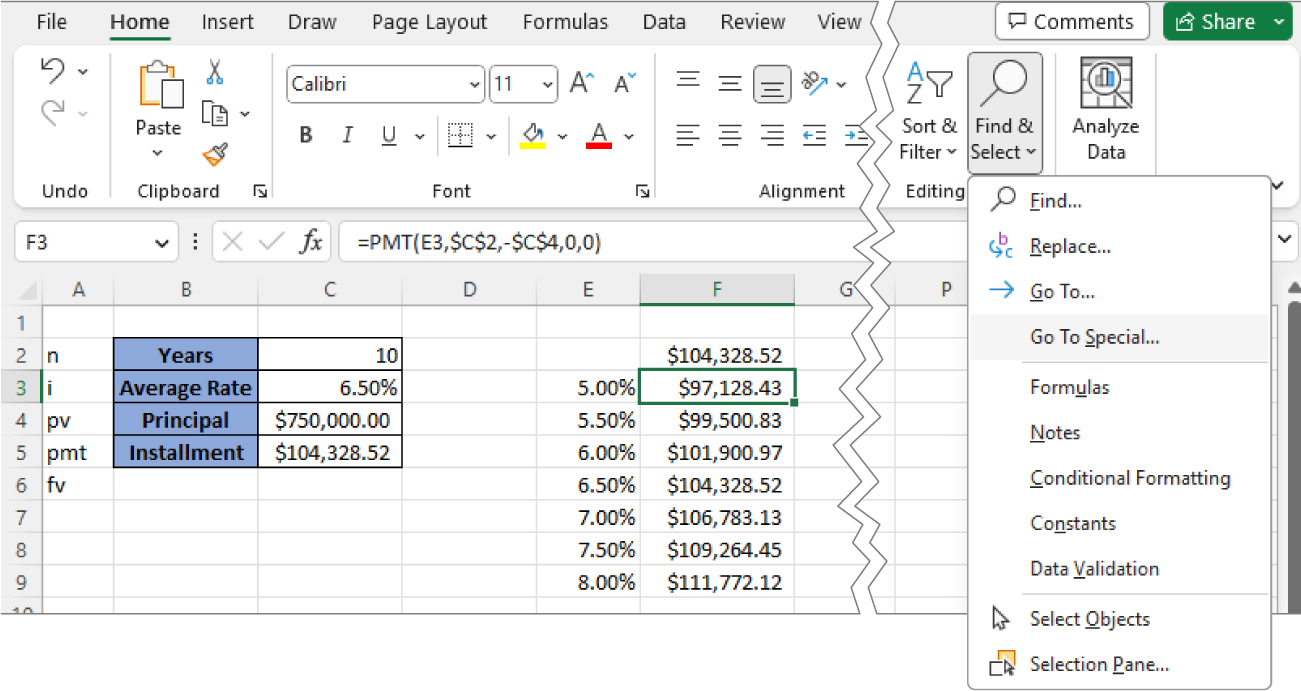 File Home Insert Draw Page Layout Formulas Data Review View Comments Share
Calibri 11
Paste
B I U A
Sort & Filter
Find & Select
Analyze Data
Undo Clipboard Font Alignment Editing
F3 fx =PMT(E3,$C$2,-$C$4,0,0)
A B C D E F G P
1
2 n Years 10 $104,328.52
3 i Average Rate 6.50% 5.00% $97,128.43
4 pv Principal $750,000.00 5.50% $99,500.83
5 pmt Installment $104,328.52 6.00% $101,900.97
6 fv 6.50% $104,328.52
7 7.00% $106,783.13
8 7.50% $109,264.45
9 8.00% $111,772.12
10
Find...
Replace...
Go To...
Go To Special...
Formulas
Notes
Conditional Formatting
Constants
Data Validation
Select Objects
Selection Pane...